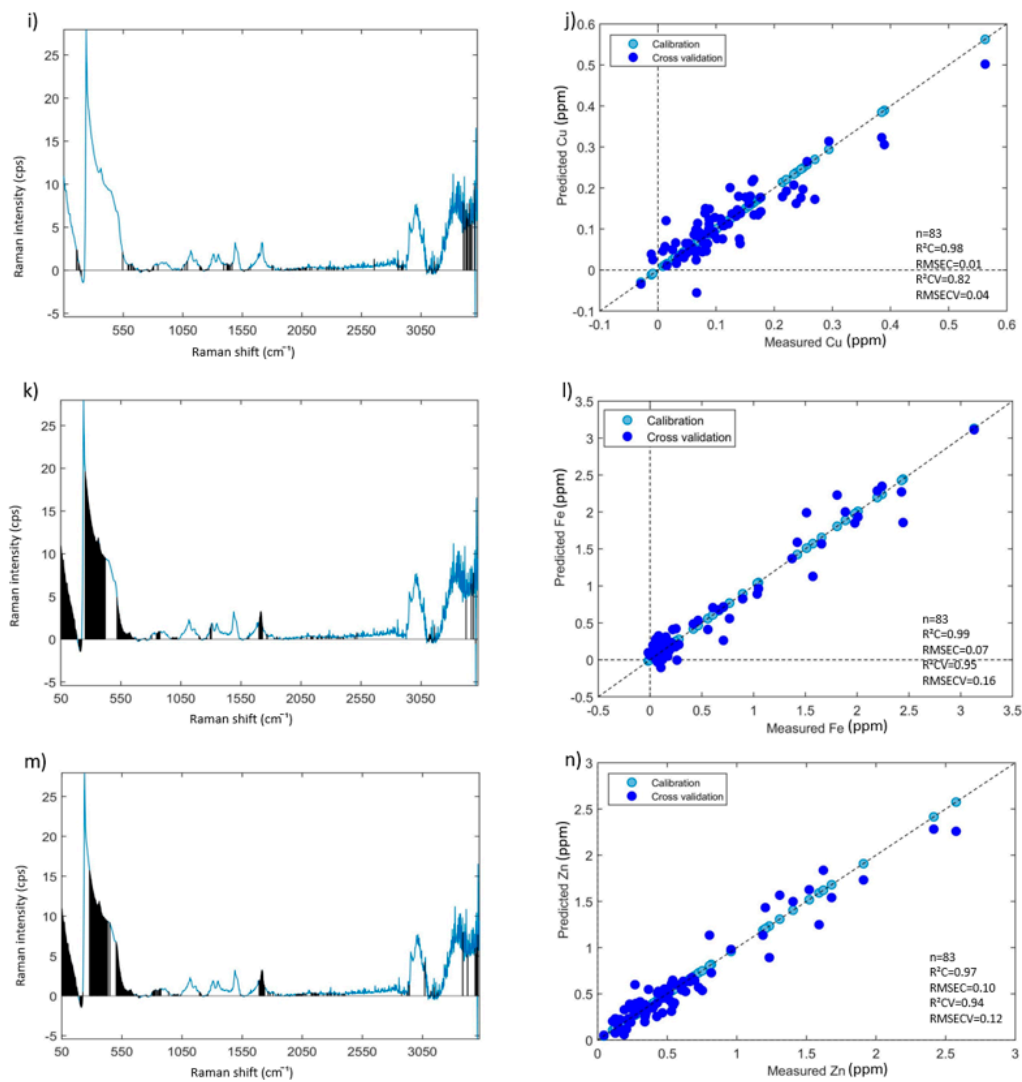 i)
25
20
15
10
5
0
-5
Raman intensity (cps)
550 1050 1550 2050 2550 3050
Raman shift (cm⁻¹)
j)
Calibration
Cross validation
0.6
0.5
0.4
0.3
0.2
0.1
0
-0.1
Predicted Cu (ppm)
n=83
R²C=0.98
RMSEC=0.01
R²CV=0.82
RMSECV=0.04
-0.1 0 0.1 0.2 0.3 0.4 0.5 0.6
Measured Cu (ppm)
k)
25
20
15
10
5
0
-5
Raman intensity (cps)
50 550 1050 1550 2050 2550 3050
Raman shift (cm⁻¹)
l)
Calibration
Cross validation
3.5
3
2.5
2
1.5
1
0.5
0
-0.5
Predicted Fe (ppm)
n=83
R²C=0.99
RMSEC=0.07
R²CV=0.95
RMSECV=0.16
-0.5 0 0.5 1 1.5 2 2.5 3 3.5
Measured Fe (ppm)
m)
25
20
15
10
5
0
-5
Raman intensity (cps)
50 550 1050 1550 2050 2550 3050
Raman shift (cm⁻¹)
n)
Calibration
Cross validation
3
2.5
2
1.5
1
0.5
0
Predicted Zn (ppm)
n=83
R²C=0.97
RMSEC=0.10
R²CV=0.94
RMSECV=0.12
0 0.5 1 1.5 2 2.5 3
Measured Zn (ppm)